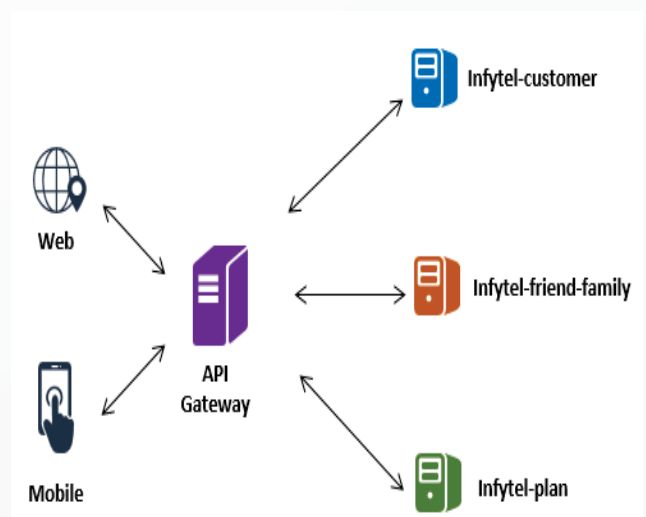 Infytel-customer
Web
Infytel-friend-family
API
Gateway
Mobile
Infytel-plan